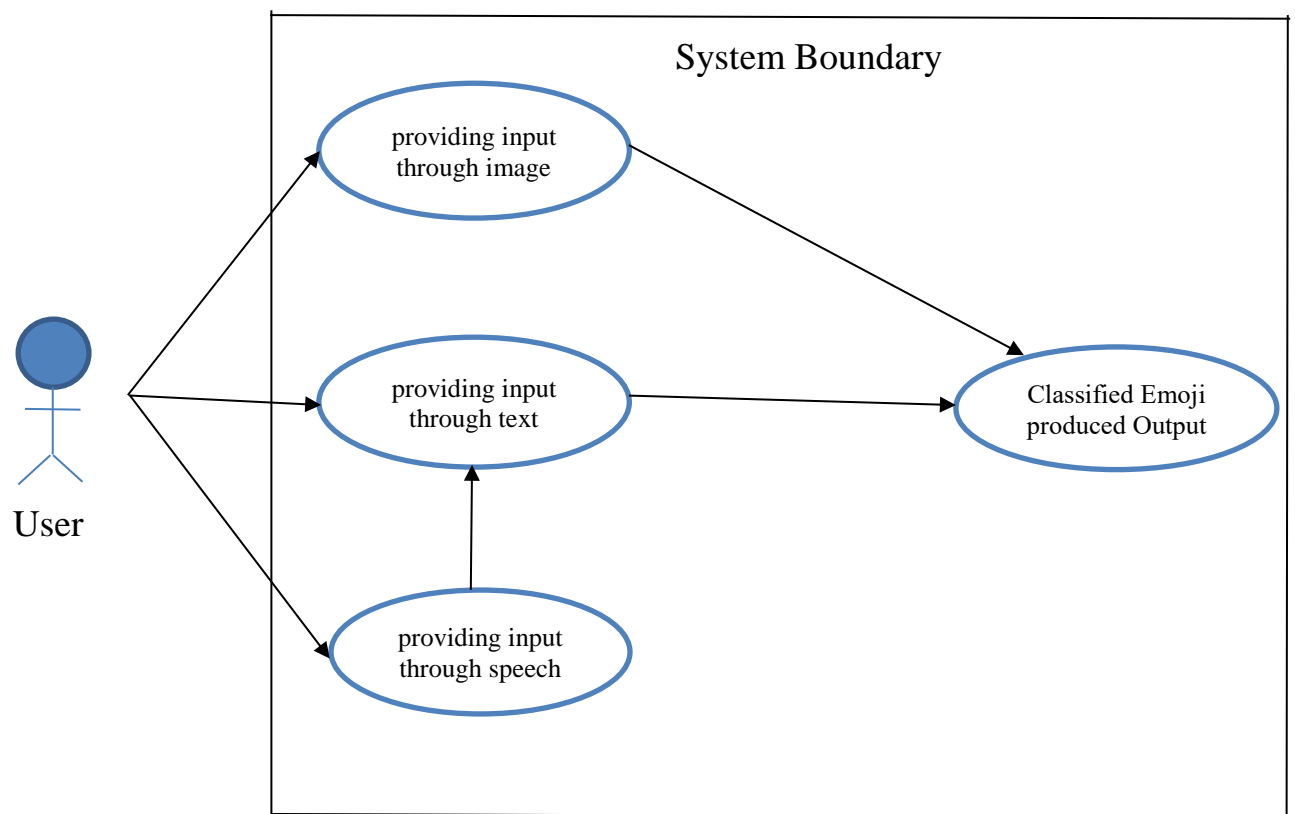 System Boundary
providing input
through image
providing input
through text
Classified Emoji
produced Output
User
providing input
through speech